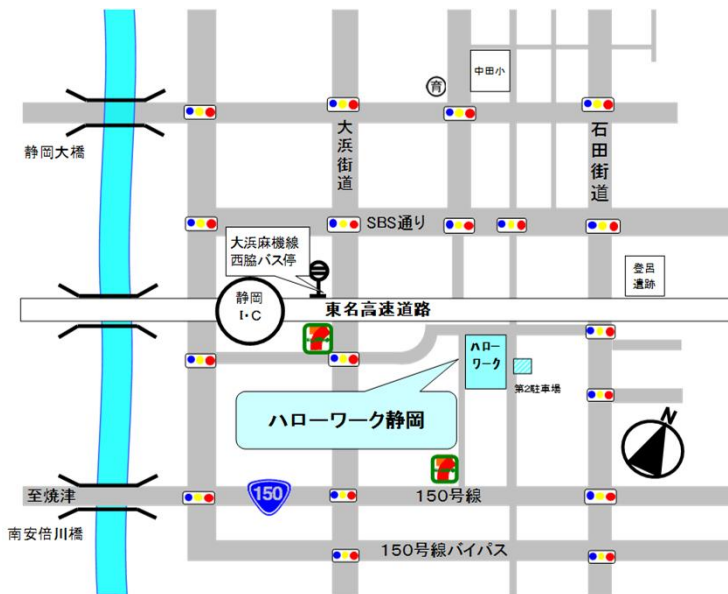 中田小
育
静岡大橋
大浜街道
石田街道
SBS通り
大浜麻機線
西脇バス停
登呂
遺跡
静岡
I・C
東名高速道路
7
ハロー
ワーク
第2駐車場
ハローワーク静岡
N
7
至焼津
150
150号線
南安倍川橋
150号線バイパス